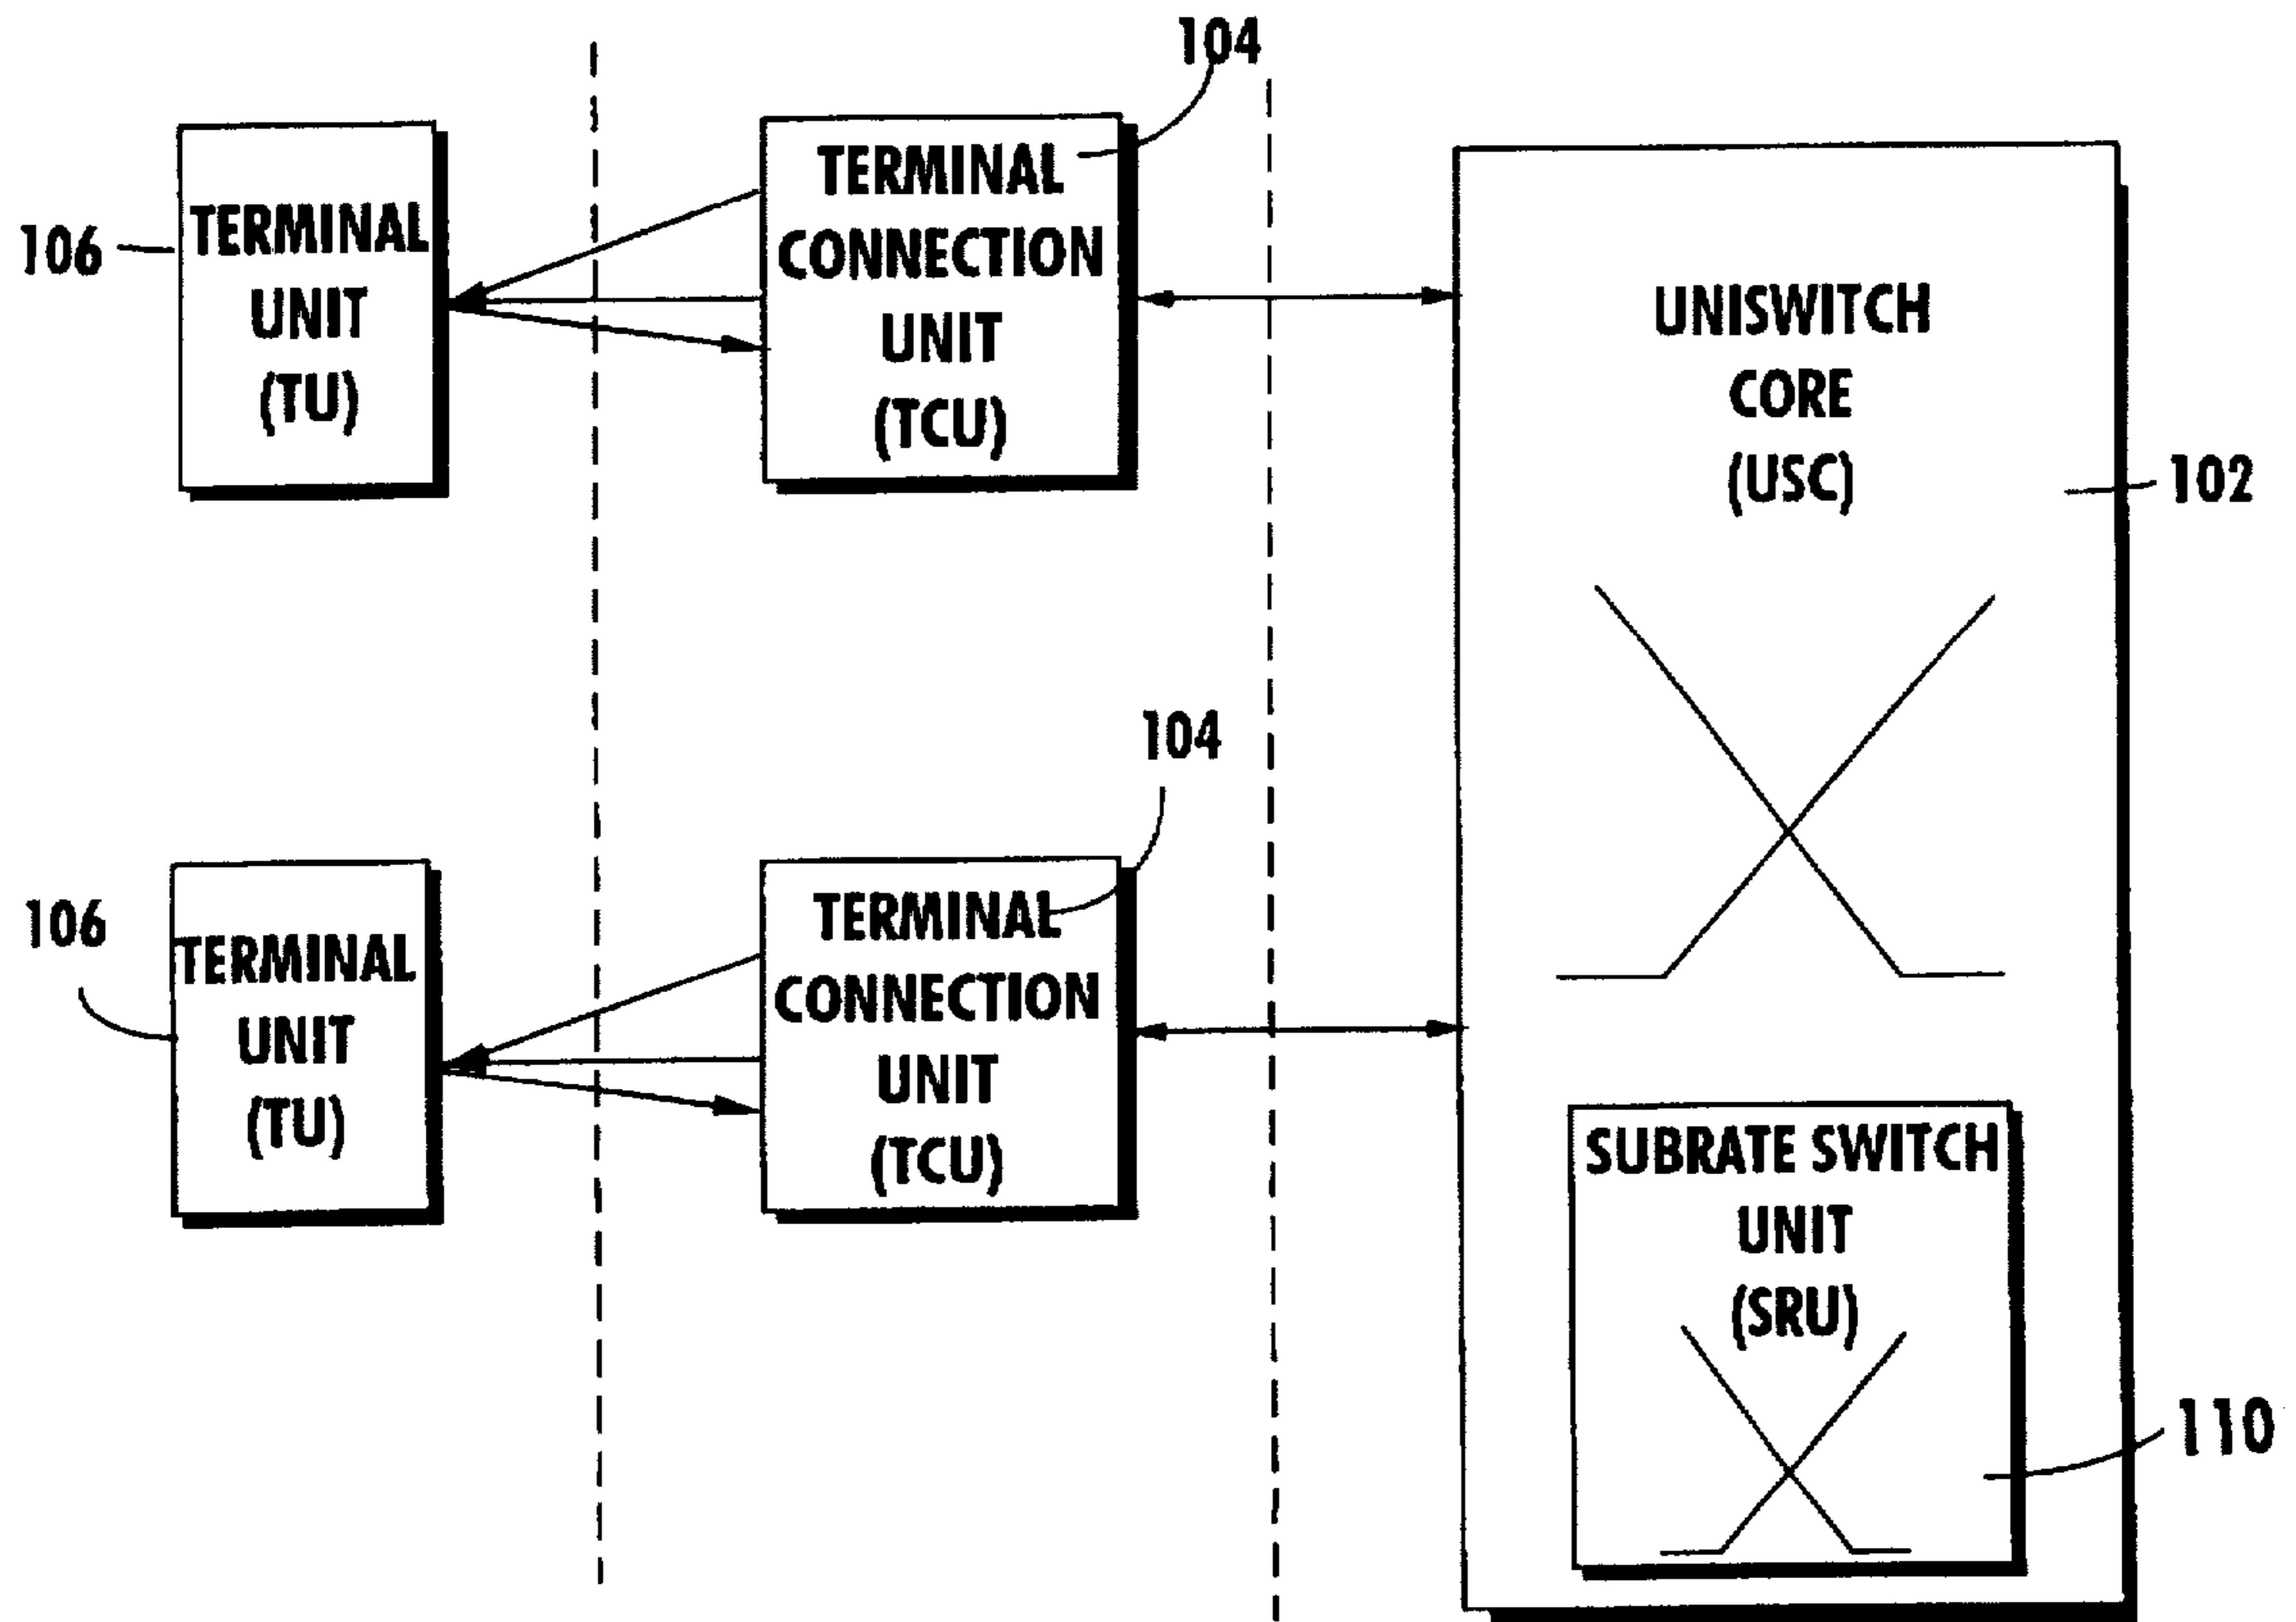 104
106
TERMINAL
UNIT
(TU)
TERMINAL
CONNECTION
UNIT
(TCU)
UNISWITCH
CORE
(USC)
102
104
106
TERMINAL
UNIT
(TU)
TERMINAL
CONNECTION
UNIT
(TCU)
SUBRATE SWITCH
UNIT
(SRU)
110